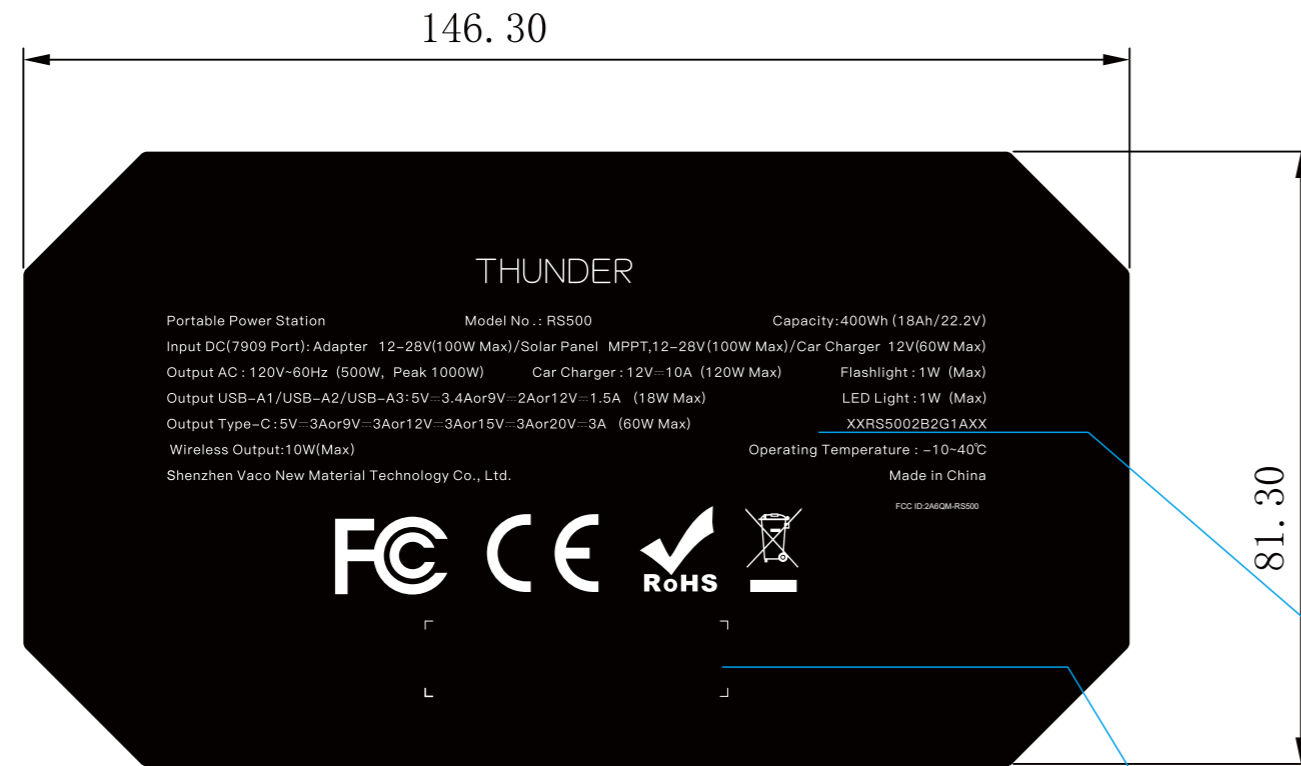 146.30
THUNDER
Portable Power Station Model No.: RS500 Capacity:400Wh (18Ah/22.2V)
Input DC(7909 Port): Adapter 12-28V(100W Max)/Solar Panel MPPT,12-28V(100W Max)/Car Charger 12V(60W Max)
Output AC : 120V~60Hz (500W, Peak 1000W) Car Charger : 12V⎓10A (120W Max) Flashlight : 1W (Max)
Output USB-A1/USB-A2/USB-A3:5V⎓3.4Aor9V⎓2Aor12V⎓1.5A (18W Max) LED Light : 1W (Max)
Output Type-C : 5V⎓3Aor9V⎓3Aor12V⎓3Aor15V⎓3Aor20V⎓3A (60W Max) XXRS5002B2G1AXX
Wireless Output:10W(Max) Operating Temperature : -10~40℃
Shenzhen Vaco New Material Technology Co., Ltd. Made in China
FCC ID:2A6QM-RS500
FC CE RoHS
81.30